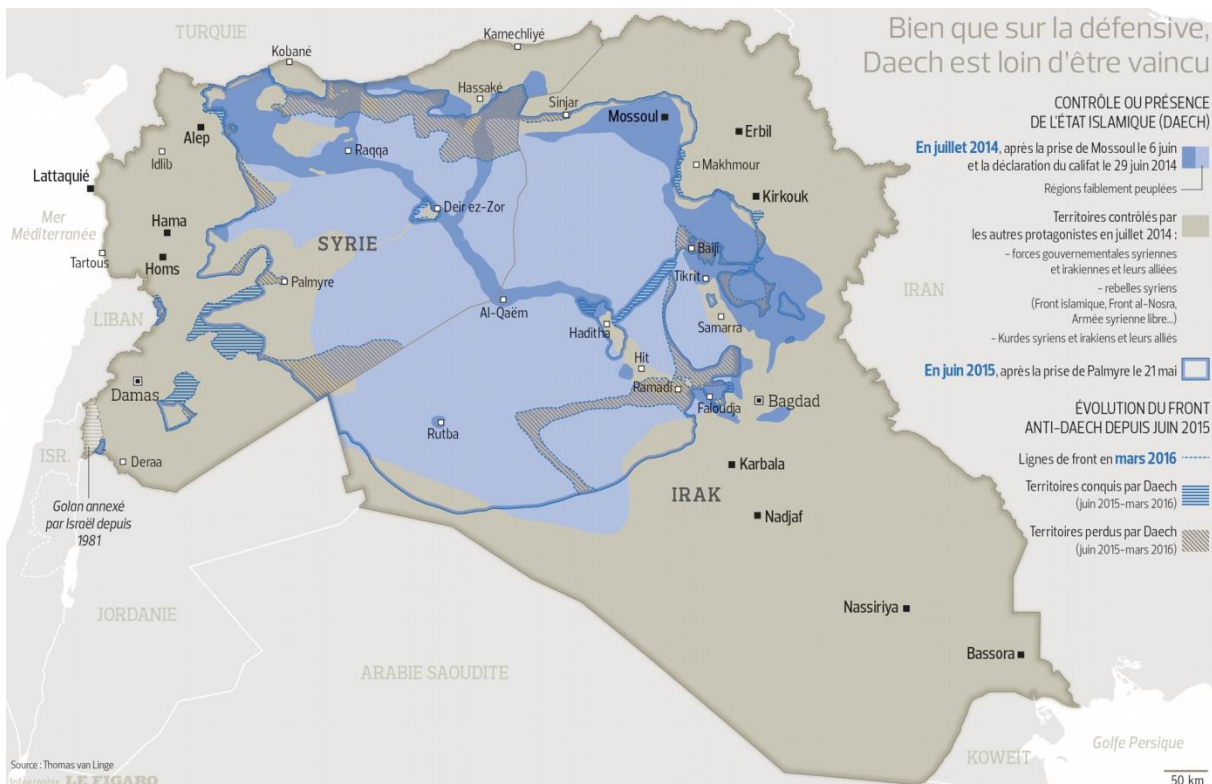 Bien que sur la défensive,
Daech est loin d'être vaincu
CONTRÔLE OU PRÉSENCE
DE L'ÉTAT ISLAMIQUE (DAECH)
En juillet 2014, après la prise de Mossoul le 6 juin
et la déclaration du califat le 29 juin 2014
Régions faiblement peuplées
Territoires contrôlés par
les autres protagonistes en juillet 2014 :
– forces gouvernementales syriennes
et irakiennes et leurs alliées
– rebelles syriens
(Front islamique, Front al-Nosra,
Armée syrienne libre...)
– Kurdes syriens et irakiens et leurs alliés
En juin 2015, après la prise de Palmyre le 21 mai
ÉVOLUTION DU FRONT
ANTI-DAECH DEPUIS JUIN 2015
Lignes de front en mars 2016
Territoires conquis par Daech
(juin 2015-mars 2016)
Territoires perdus par Daech
(juin 2015-mars 2016)
TURQUIE
Kobané
Kamechliyé
Hassaké
Sinjar
Mossoul
Erbil
Alep
Idlib
Raqqa
Makhmour
Lattaquié
Kirkouk
Mer
Méditerranée
Hama
Deir ez-Zor
SYRIE
Baiji
Tartous
Homs
Palmyre
Tikrit
IRAN
LIBAN
Al-Qaëm
Haditha
Samarra
Hit
Damas
Ramadi
Faloudja
Bagdad
Rutba
ISR.
Deraa
Karbala
IRAK
Golan annexé
par Israël depuis
1981
Nadjaf
JORDANIE
Nassiriya
ARABIE SAOUDITE
Bassora
KOWEÏT
Golfe Persique
Source : Thomas van Linge
Infographie LE FIGARO
50 km